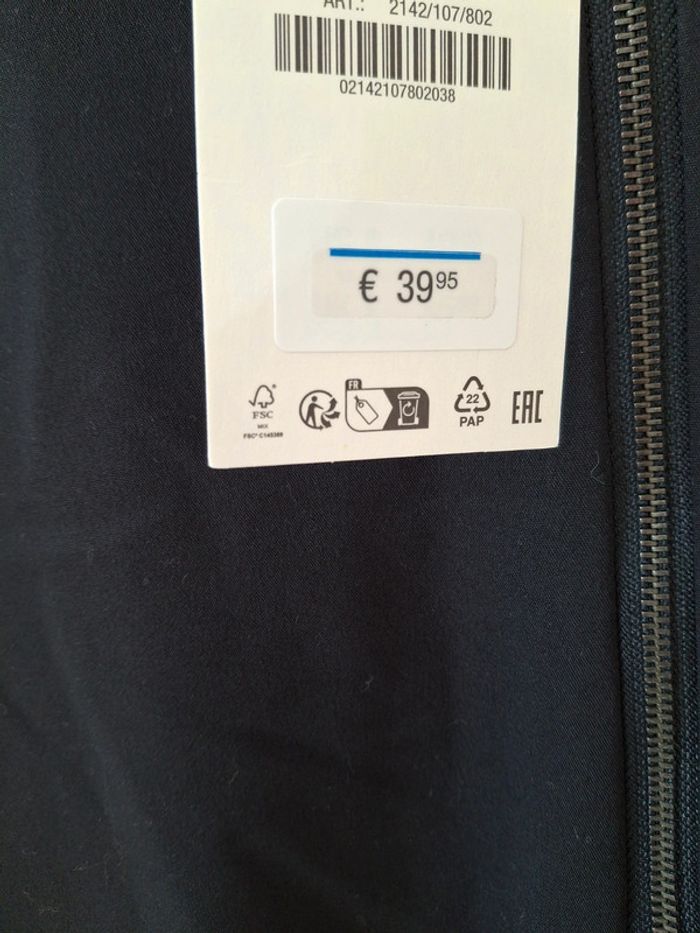 ART.: 2142/107/802
02142107802038
€ 3995
FR
FSC
MIX
FSC® C145389
22
PAP
EAC